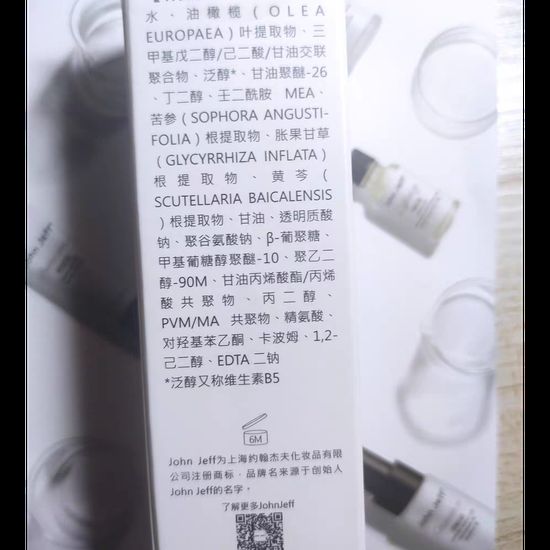 水、油橄榄(OLEA
EUROPAEA)叶提取物、三
甲基戊二醇/己二酸/甘油交联
聚合物、泛醇*、甘油聚醚-26
、丁二醇、壬二酰胺 MEA、
苦参(SOPHORA ANGUSTI-
FOLIA)根提取物、胀果甘草
(GLYCYRRHIZA INFLATA)
根提取物、黄芩(
SCUTELLARIA BAICALENSIS
)根提取物、甘油、透明质酸
钠、聚谷氨酸钠、β-葡聚糖、
甲基葡糖醇聚醚-10、聚乙二
醇-90M、甘油丙烯酸酯/丙烯
酸共聚物、丙二醇、
PVM/MA 共聚物、精氨酸、
对羟基苯乙酮、卡波姆、1,2-
己二醇、EDTA 二钠
*泛醇又称维生素B5
6M
John Jeff为上海约翰杰夫化妆品有限
公司注册商标,品牌名来源于创始人
John Jeff的名字。
了解更多JohnJeff